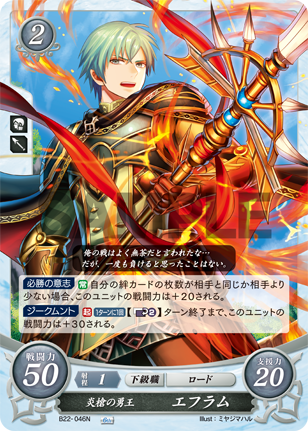 2
俺の戦はよく無茶だと言われたな…
だが、一度も負けると思ったことはない。
必勝の意志 常 自分の絆カードの枚数が相手と同じか相手より
少ない場合、このユニットの戦闘力は+20される。
ジークムント 起 1ターンに1回 【2】ターン終了まで、このユニットの
戦闘力は+30される。
戦闘力
50
射程 1 下級職 ロード
支援力
20
炎槍の勇王 エフラム
B22-046N
Illust:ミヤジマハル